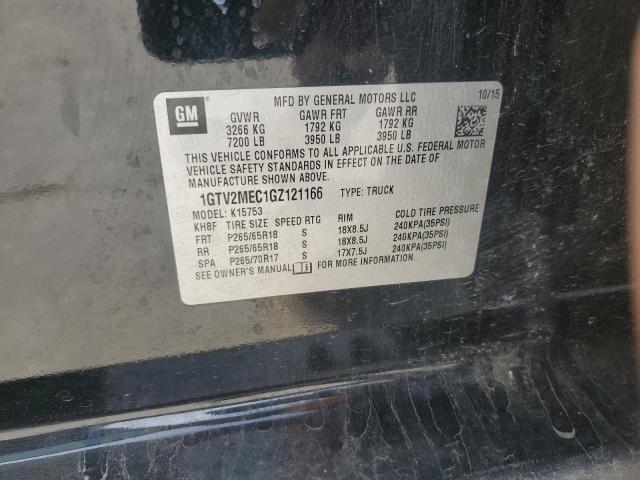 GM
MFD BY GENERAL MOTORS LLC 10/15
GVWR GAWR FRT GAWR RR
3266 KG 1792 KG 1792 KG
7200 LB 3950 LB 3950 LB
THIS VEHICLE CONFORMS TO ALL APPLICABLE U.S. FEDERAL MOTOR
VEHICLE SAFETY STANDARDS IN EFFECT ON THE DATE OF
MANUFACTURE SHOWN ABOVE.
1GTV2MEC1GZ121166 TYPE: TRUCK
MODEL: K15753
KH8F TIRE SIZE SPEED RTG RIM COLD TIRE PRESSURE
FRT P265/65R18 S 18X8.5J 240KPA(35PSI)
RR P265/65R18 S 18X8.5J 240KPA(35PSI)
SPA P265/70R17 S 17X7.5J 240KPA(35PSI)
SEE OWNER'S MANUAL FOR MORE INFORMATION.